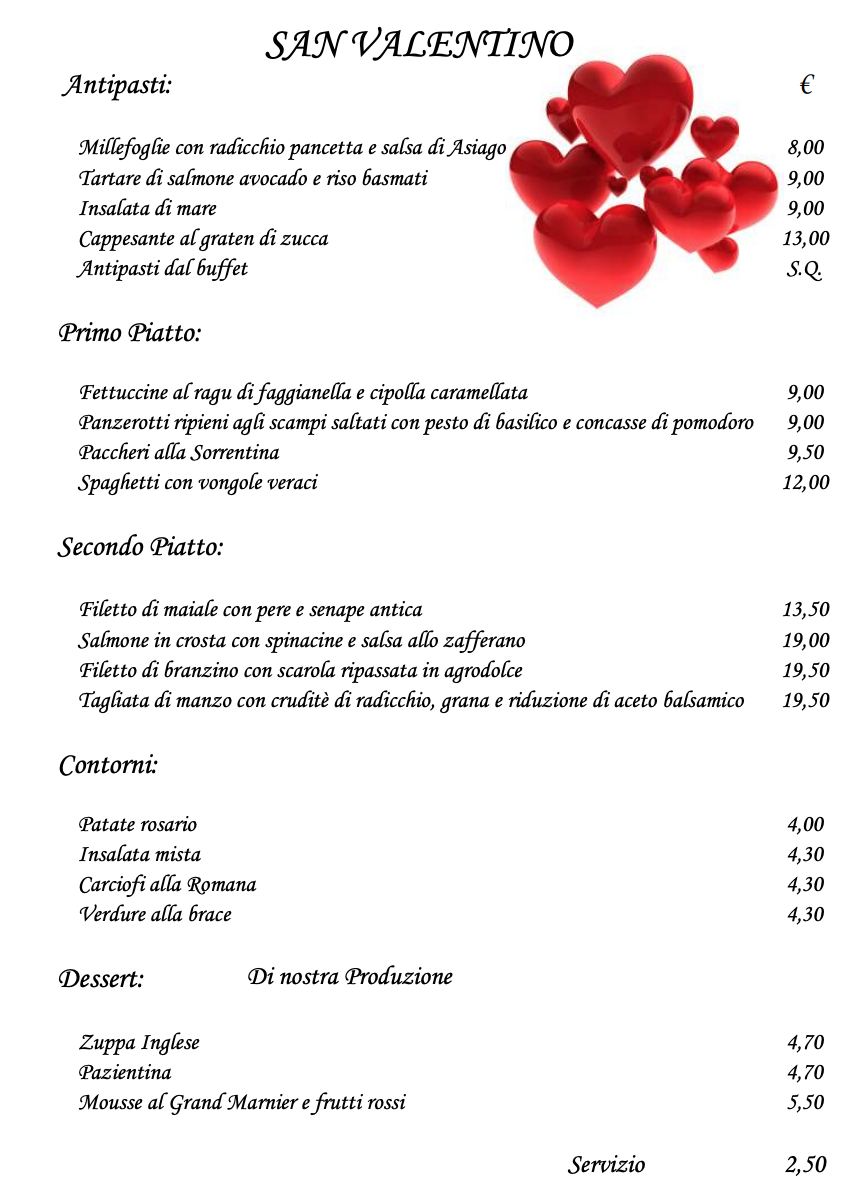 SAN VALENTINO
Antipasti: €
Millefoglie con radicchio pancetta e salsa di Asiago 8,00
Tartare di salmone avocado e riso basmati 9,00
Insalata di mare 9,00
Cappesante al graten di zucca 13,00
Antipasti dal buffet S.Q.
Primo Piatto:
Fettuccine al ragu di faggianella e cipolla caramellata 9,00
Panzerotti ripieni agli scampi saltati con pesto di basilico e concasse di pomodoro 9,00
Paccheri alla Sorrentina 9,50
Spaghetti con vongole veraci 12,00
Secondo Piatto:
Filetto di maiale con pere e senape antica 13,50
Salmone in crosta con spinacine e salsa allo zafferano 19,00
Filetto di branzino con scarola ripassata in agrodolce 19,50
Tagliata di manzo con cruditè di radicchio, grana e riduzione di aceto balsamico 19,50
Contorni:
Patate rosario 4,00
Insalata mista 4,30
Carciofi alla Romana 4,30
Verdure alla brace 4,30
Dessert: Di nostra Produzione
Zuppa Inglese 4,70
Pazientina 4,70
Mousse al Grand Marnier e frutti rossi 5,50
Servizio 2,50